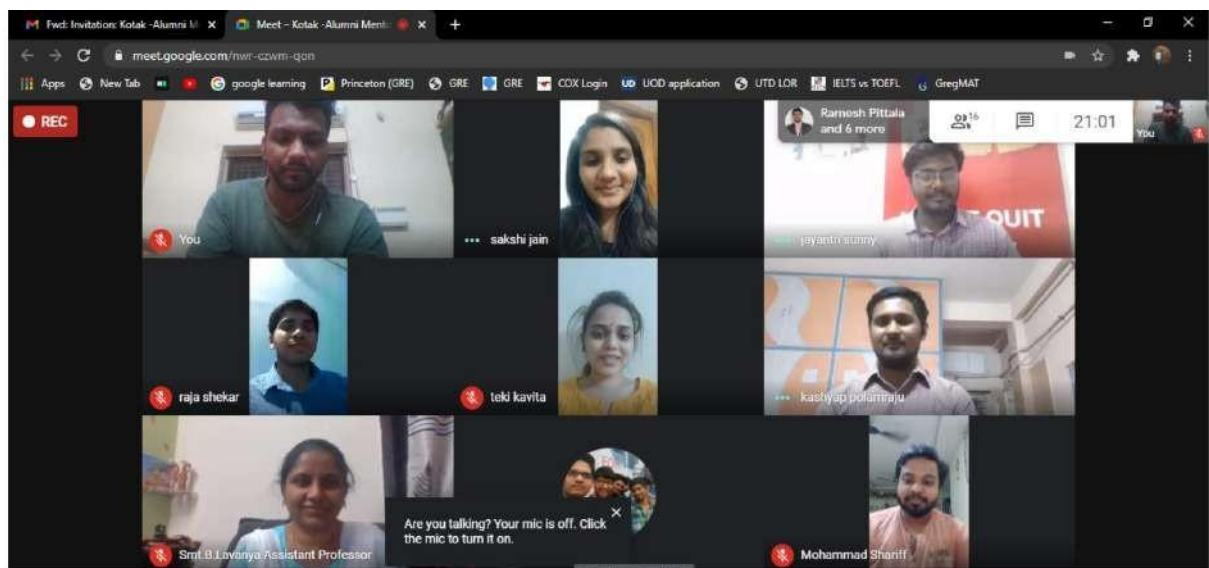 Fwd: Invitation: Kotak -Alumni M
Meet – Kotak -Alumni Ment
meet.google.com/nwr-czwm-qon
Apps New Tab google learning Princeton (GRE) GRE GRE COX Login UOD application UTD LOR IELTS vs TOEFL GregMAT
REC
Ramesh Pittala
and 6 more
16
21:01
You
QUIT
You
sakshi jain
jayanth sunny
raja shekar
teki kavita
kashyap polamraju
Are you talking? Your mic is off. Click
the mic to turn it on.
Smt.B.Lavanya Assistant Professor
Mohammad Shariff